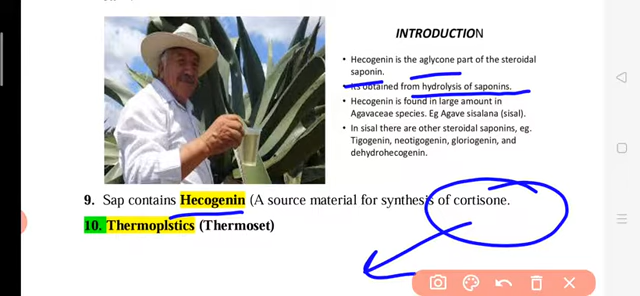 INTRODUCTION
• Hecogenin is the aglycone part of the steroidal
saponin.
• Its obtained from hydrolysis of saponins.
• Hecogenin is found in large amount in
Agavaceae species. Eg Agave sisalana (sisal).
• In sisal there are other steroidal saponins, eg.
Tigogenin, neotigogenin, gloriogenin, and
dehydrohecogenin.
9. Sap contains Hecogenin (A source material for synthesis of cortisone.
10. Thermoplstics (Thermoset)